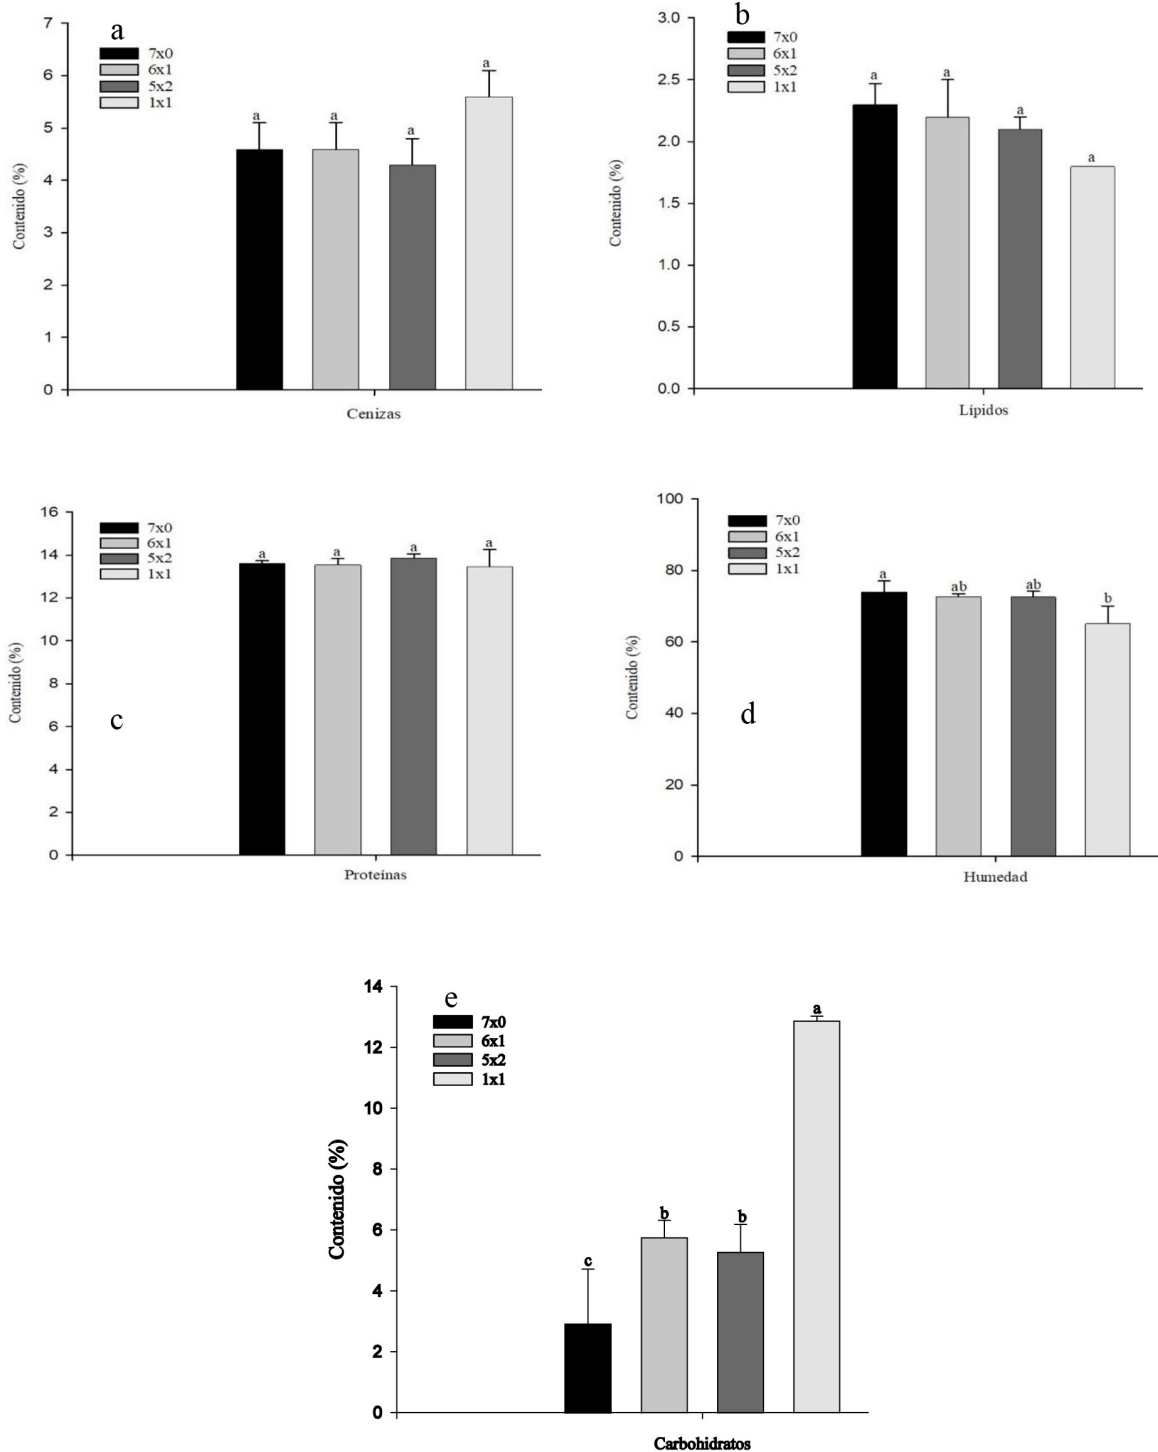 a
7x0
6x1
5x2
1x1
7
6
5
4
3
2
1
0
Contenido (%)
a
a
a
a
Cenizas
b
7x0
6x1
5x2
1x1
3.0
2.5
2.0
1.5
1.0
0.5
0.0
Contenido (%)
a
a
a
a
Lípidos
7x0
6x1
5x2
1x1
16
14
12
10
8
6
4
2
0
Contenido (%)
c
a
a
a
a
Proteínas
7x0
6x1
5x2
1x1
100
80
60
40
20
0
Contenido (%)
d
a
ab
ab
b
Humedad
e
7x0
6x1
5x2
1x1
14
12
10
8
6
4
2
0
Contenido (%)
c
b
b
a
Carbohidratos